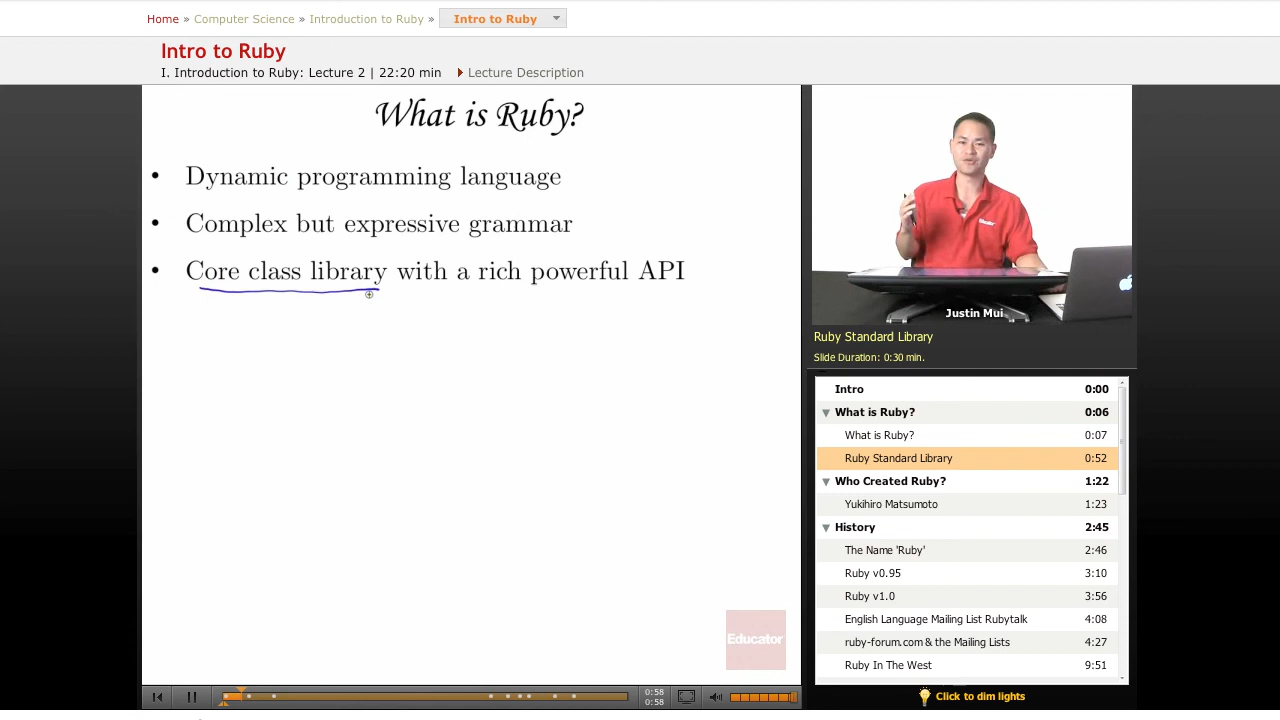 Home » Computer Science » Introduction to Ruby » Intro to Ruby
Intro to Ruby
I. Introduction to Ruby: Lecture 2 | 22:20 min Lecture Description
What is Ruby?
• Dynamic programming language
• Complex but expressive grammar
• Core class library with a rich powerful API
Educator
Justin Mui
Ruby Standard Library
Slide Duration: 0:30 min.
Intro 0:00
What is Ruby? 0:06
What is Ruby? 0:07
Ruby Standard Library 0:52
Who Created Ruby? 1:22
Yukihiro Matsumoto 1:23
History 2:45
The Name 'Ruby' 2:46
Ruby v0.95 3:10
Ruby v1.0 3:56
English Language Mailing List Rubytalk 4:08
ruby-forum.com & the Mailing Lists 4:27
Ruby In The West 9:51
0:58
0:58
Click to dim lights